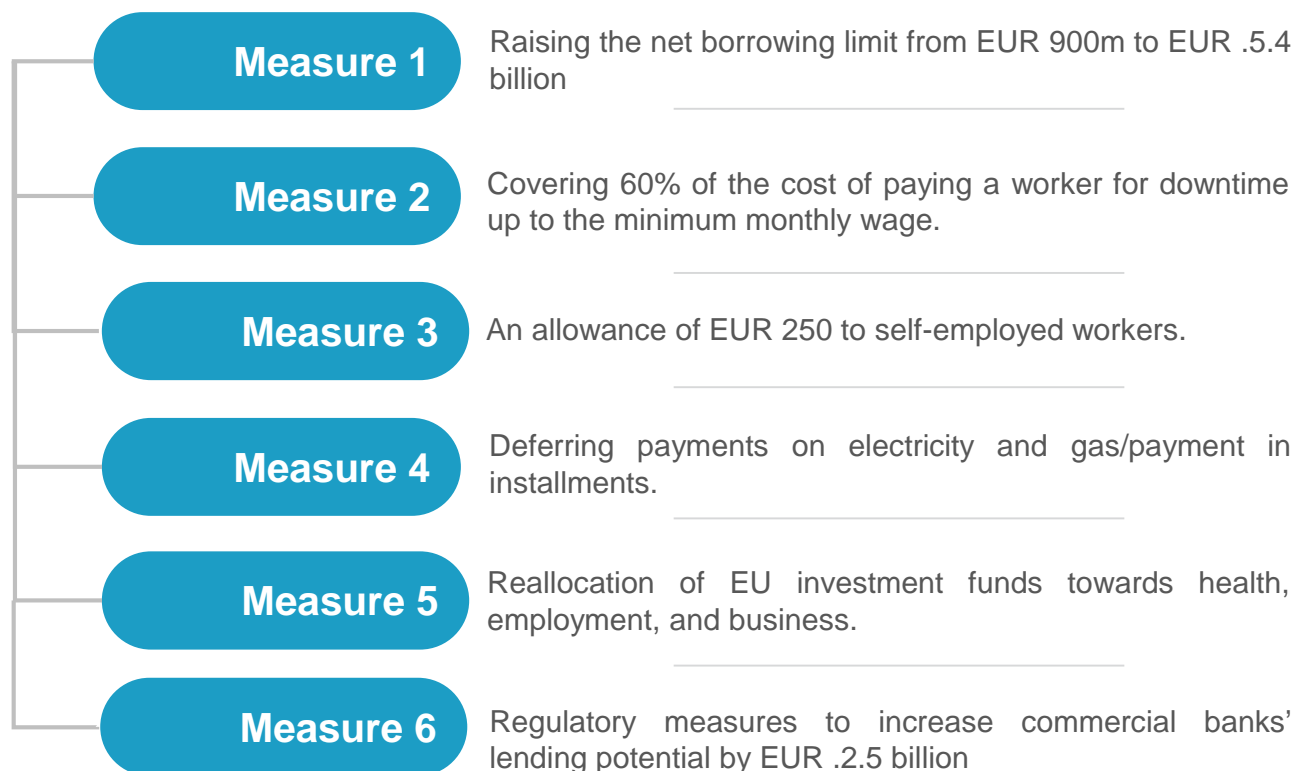 Measure 1
Raising the net borrowing limit from EUR 900m to EUR .5.4
billion
Measure 2
Covering 60% of the cost of paying a worker for downtime
up to the minimum monthly wage.
Measure 3
An allowance of EUR 250 to self-employed workers.
Measure 4
Deferring payments on electricity and gas/payment in
installments.
Measure 5
Reallocation of EU investment funds towards health,
employment, and business.
Measure 6
Regulatory measures to increase commercial banks’
lending potential by EUR .2.5 billion